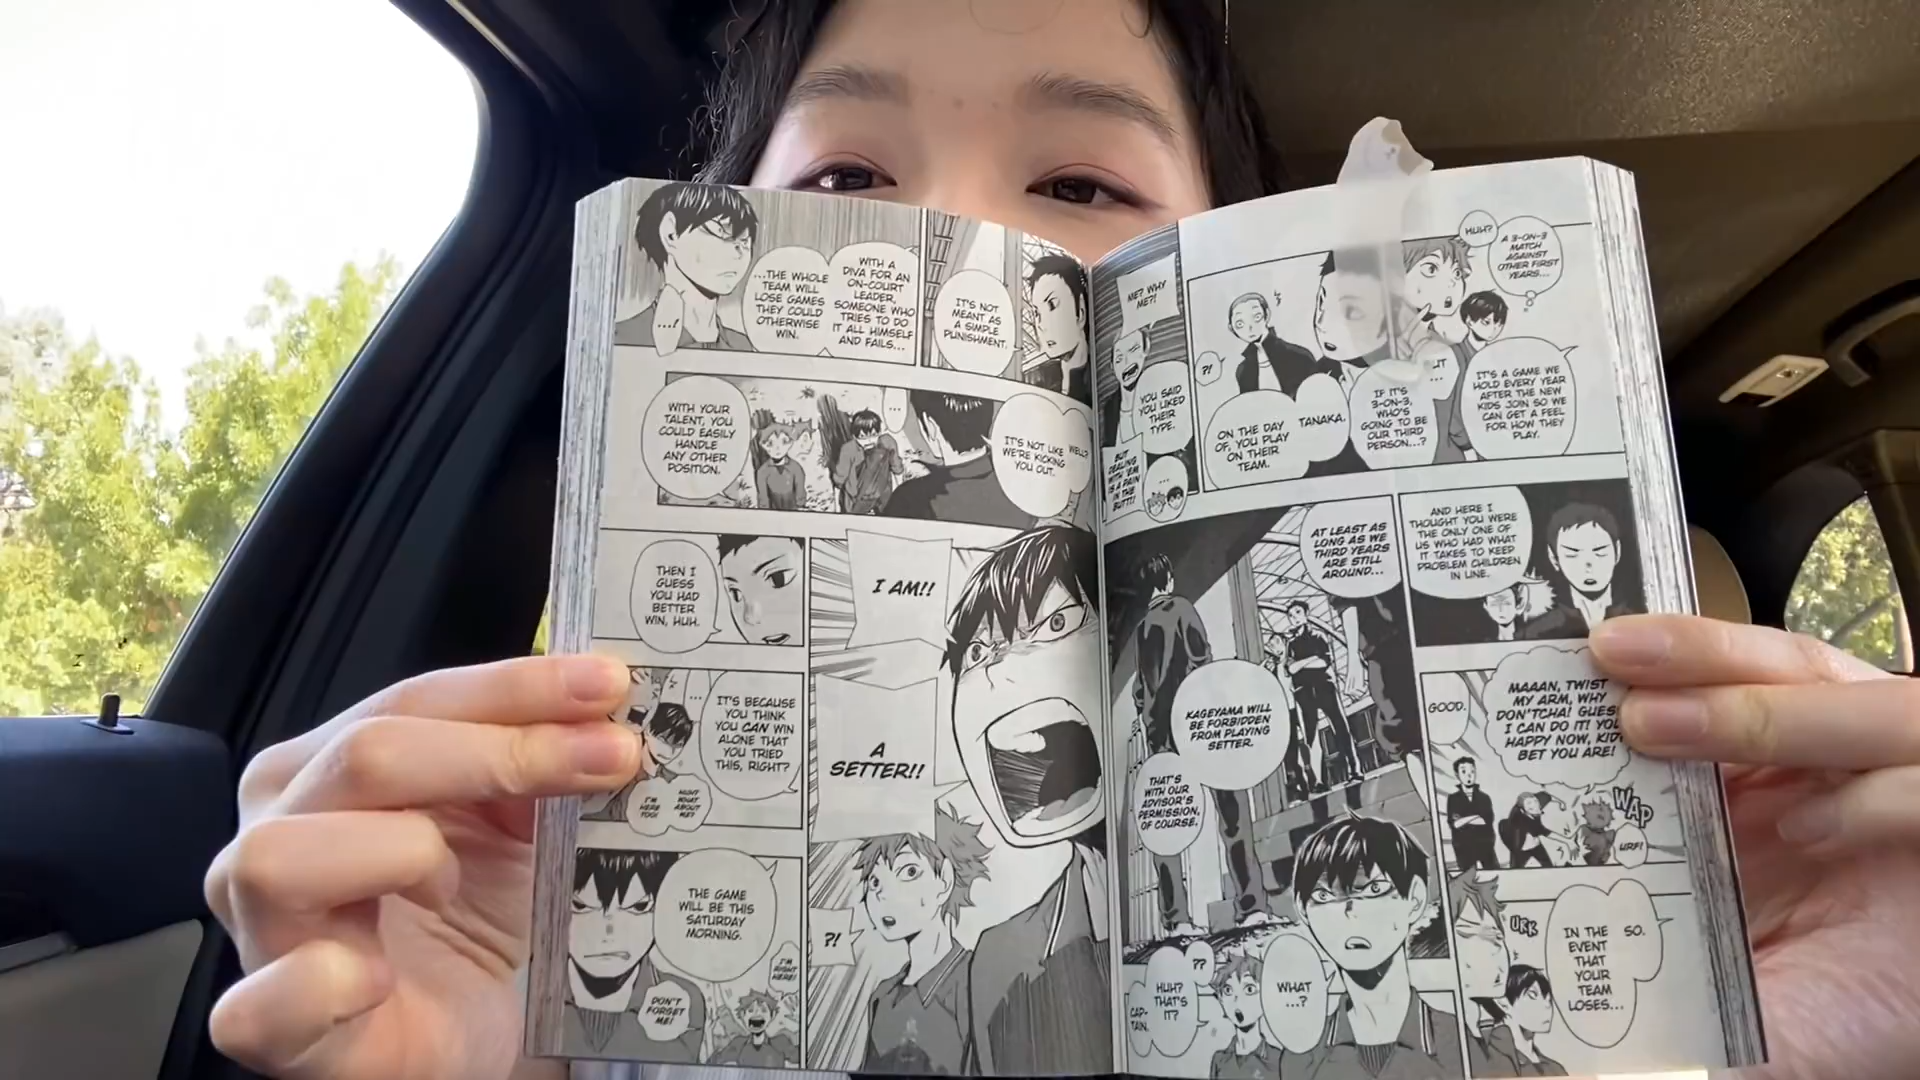 HUH?
A 3-ON-3
MATCH
AGAINST
OTHER FIRST
YEARS...
IT'S A GAME WE
HOLD EVERY YEAR
AFTER THE NEW
KIDS JOIN SO WE
CAN GET A FEEL
FOR HOW THEY
PLAY.
...
IF IT'S
3-ON-3,
WHO'S
GOING TO BE
OUR THIRD
PERSON...?
TANAKA.
ON THE DAY
OF, YOU PLAY
ON THEIR
TEAM.
?!
ME? WHY
ME?!
YOU SAID
YOU LIKED
THEIR
TYPE.
BUT
DEALING
WITH 'EM
IS A PAIN
IN THE
BUTT!
...
AND HERE I
THOUGHT YOU WERE
THE ONLY ONE OF
US WHO HAD WHAT
IT TAKES TO KEEP
PROBLEM CHILDREN
IN LINE.
MAAAN, TWIST
MY ARM, WHY
DON'TCHA!
I CAN DO IT!
HAPPY NOW,
BET YOU ARE!
GOOD.
WAP
URF!
SO.
IN THE
EVENT
THAT
YOUR
TEAM
LOSES...
URK
AT LEAST AS
LONG AS WE
THIRD YEARS
ARE STILL
AROUND...
KAGEYAMA WILL
BE FORBIDDEN
FROM PLAYING
SETTER.
THAT'S
WITH OUR
ADVISOR'S
PERMISSION,
OF COURSE.
WHAT
...?
??
HUH?
THAT'S
IT?
CAP-
TAIN.
IT'S NOT
MEANT AS
A SIMPLE
PUNISHMENT.
WITH A
DIVA FOR AN
ON-COURT
LEADER,
SOMEONE WHO
TRIES TO DO
IT ALL HIMSELF
AND FAILS...
...THE WHOLE
TEAM WILL
LOSE GAMES
THEY COULD
OTHERWISE
WIN.
...!
WELL?
IT'S NOT LIKE
WE'RE KICKING
YOU OUT.
...
WITH YOUR
TALENT, YOU
COULD EASILY
HANDLE
ANY OTHER
POSITION.
I AM!!
A
SETTER!!
?!
THEN I
GUESS
YOU HAD
BETTER
WIN, HUH.
IT'S BECAUSE
YOU THINK
YOU CAN WIN
ALONE THAT
YOU TRIED
THIS, RIGHT?
...
HUH?
WHAT
ABOUT
ME?
I'M
HERE
TOO!
THE GAME
WILL BE THIS
SATURDAY
MORNING.
I'M
RIGHT
HERE!
DON'T
FORGET
ME!